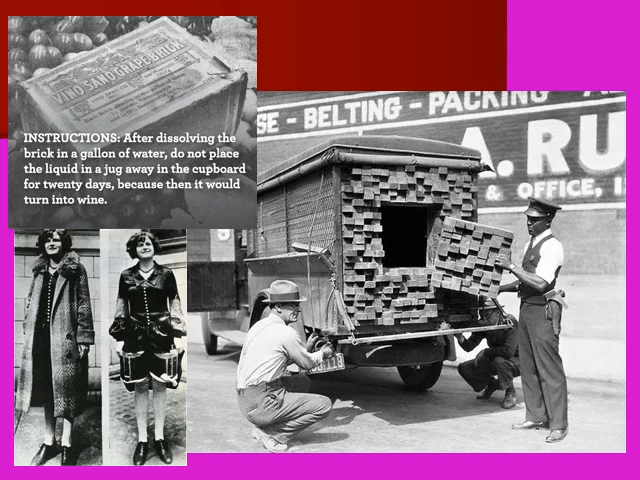 VINO SANO GRAPE BRICK
INSTRUCTIONS: After dissolving the
brick in a gallon of water, do not place
the liquid in a jug away in the cupboard
for twenty days, because then it would
turn into wine.
SE - BELTING - PACKING
A. RU
& OFFICE, 1